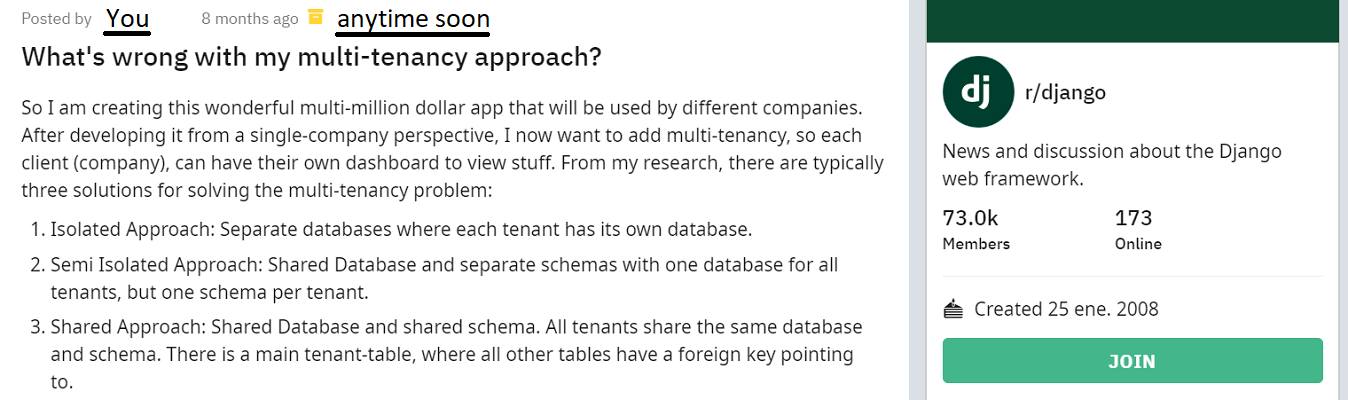 Posted by You 8 months ago anytime soon
What's wrong with my multi-tenancy approach?
So I am creating this wonderful multi-million dollar app that will be used by different companies.
After developing it from a single-company perspective, I now want to add multi-tenancy, so each
client (company), can have their own dashboard to view stuff. From my research, there are typically
three solutions for solving the multi-tenancy problem:
1. Isolated Approach: Separate databases where each tenant has its own database.
2. Semi Isolated Approach: Shared Database and separate schemas with one database for all
tenants, but one schema per tenant.
3. Shared Approach: Shared Database and shared schema. All tenants share the same database
and schema. There is a main tenant-table, where all other tables have a foreign key pointing
to.
dj r/django
News and discussion about the Django
web framework.
73.0k 173
Members Online
Created 25 ene. 2008
JOIN